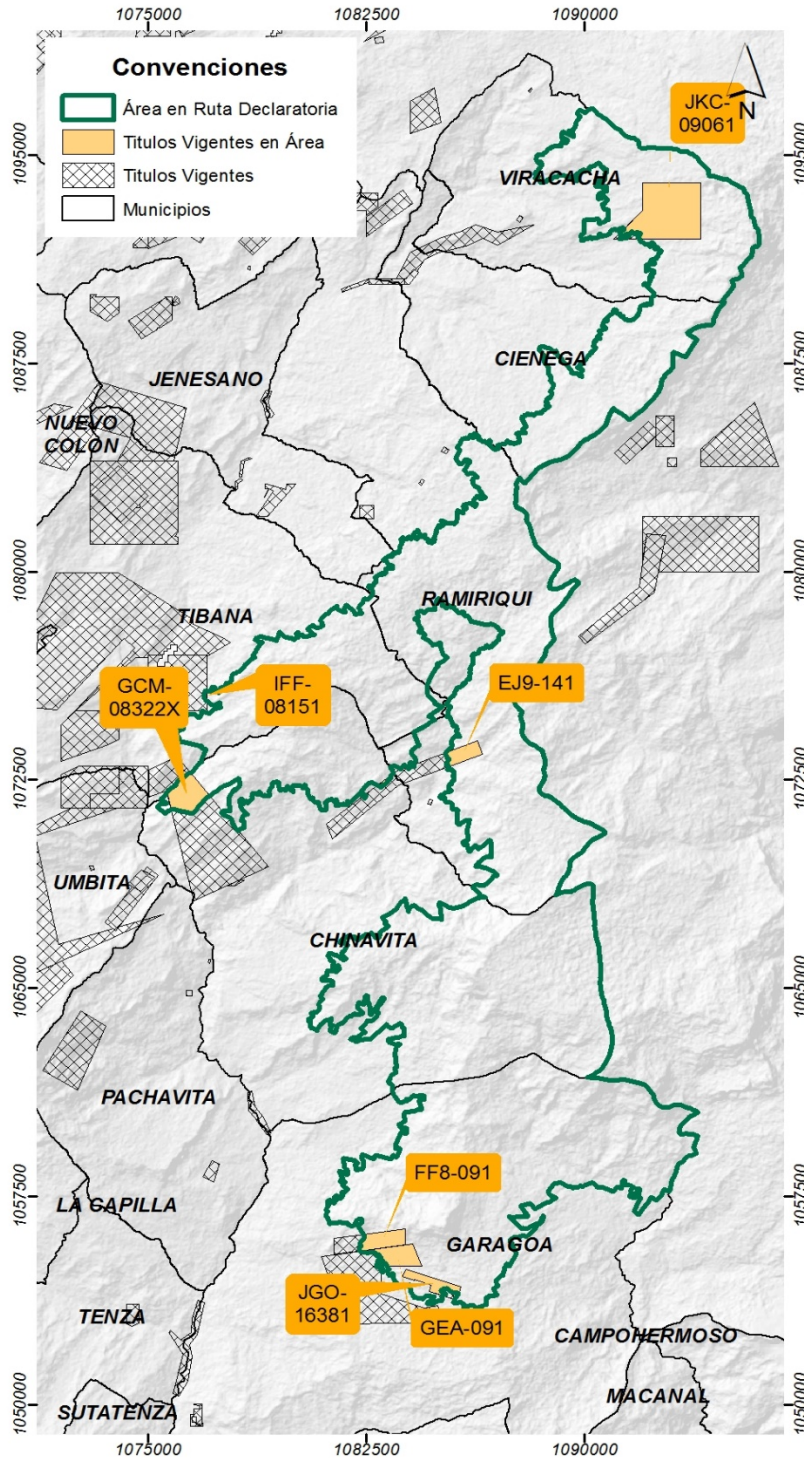 1075000
1082500
1090000
Convenciones
Área en Ruta Declaratoria
Titulos Vigentes en Área
Titulos Vigentes
Municipios
JKC-
09061
N
1095000
1095000
VIRACACHA
CIENEGA
1087500
1087500
JENESANO
NUEVO
COLÓN
1080000
1080000
RAMIRIQUI
TIBANA
GCM-
08322X
IFF-
08151
EJ9-141
1072500
1072500
UMBITA
CHINAVITA
1065000
1065000
PACHAVITA
FF8-091
1057500
1057500
LA CAPILLA
GARAGOA
JGO-
16381
GEA-091
TENZA
CAMPOHERMOSO
MACANAL
SUTATENZA
1050000
1050000
1075000
1082500
1090000